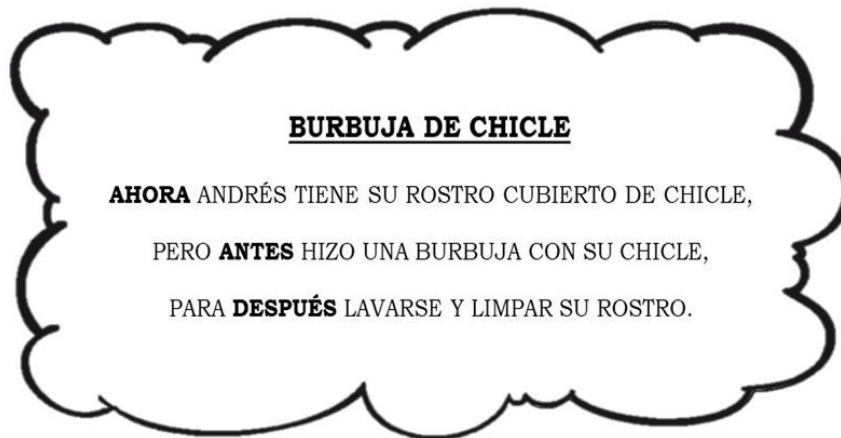 BURBUJA DE CHICLE
AHORA ANDRÉS TIENE SU ROSTRO CUBIERTO DE CHICLE,
PERO ANTES HIZO UNA BURBUJA CON SU CHICLE,
PARA DESPUÉS LAVARSE Y LIMPAR SU ROSTRO.